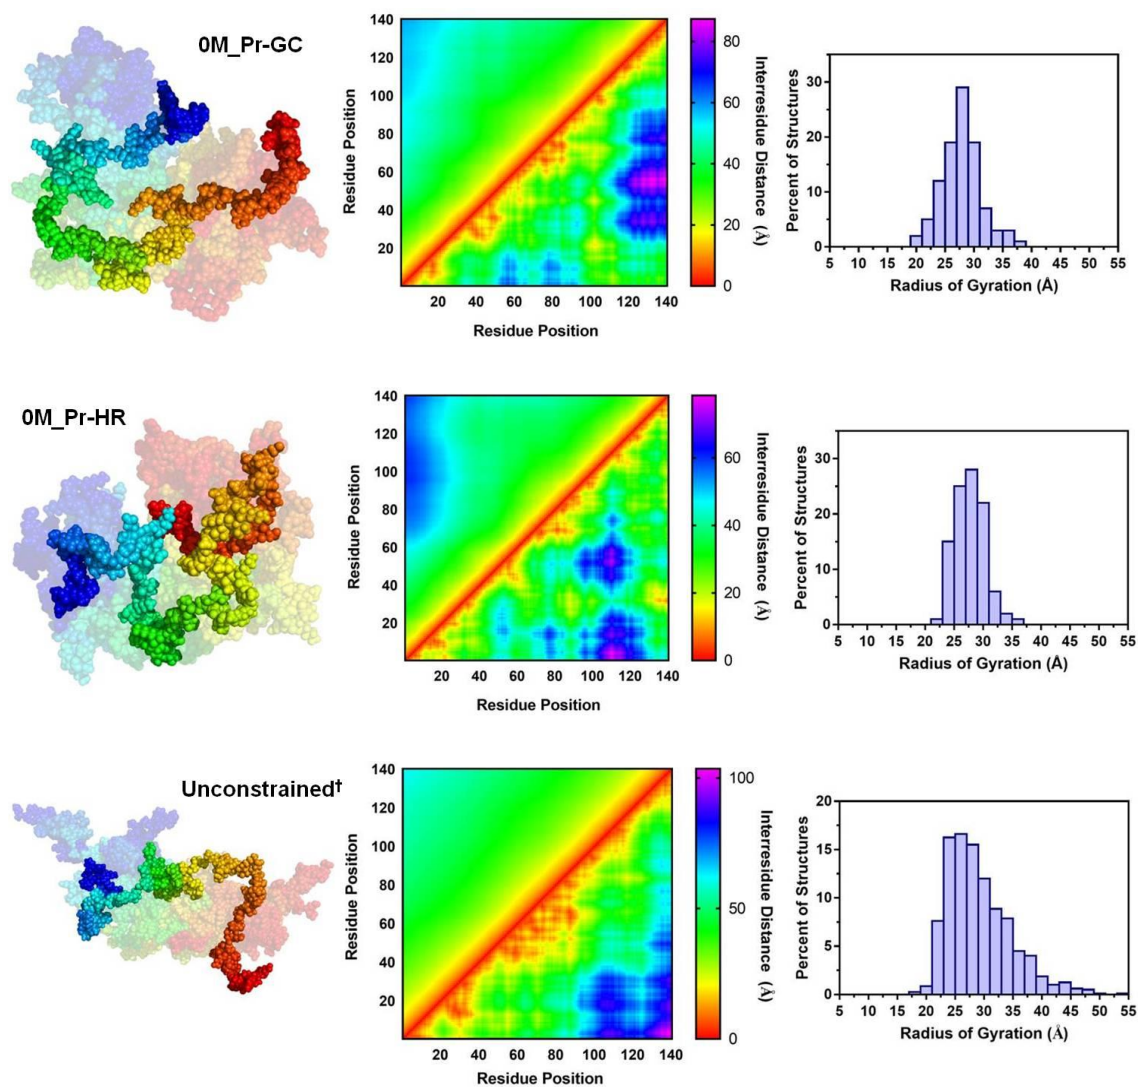 0M_Pr-GC
140
120
100
80
60
40
20
20 40 60 80 100 120 140
Residue Position
Residue Position
80
60
40
20
0
Interresidue Distance (Å)
30
20
10
0
5 10 15 20 25 30 35 40 45 50 55
Percent of Structures
Radius of Gyration (Å)
0M_Pr-HR
140
120
100
80
60
40
20
20 40 60 80 100 120 140
Residue Position
Residue Position
60
40
20
0
Interresidue Distance (Å)
30
20
10
0
5 10 15 20 25 30 35 40 45 50 55
Percent of Structures
Radius of Gyration (Å)
Unconstrained†
140
120
100
80
60
40
20
20 40 60 80 100 120 140
Residue Position
Residue Position
100
50
0
Interresidue Distance (Å)
20
15
10
5
0
5 10 15 20 25 30 35 40 45 50 55
Percent of Structures
Radius of Gyration (Å)